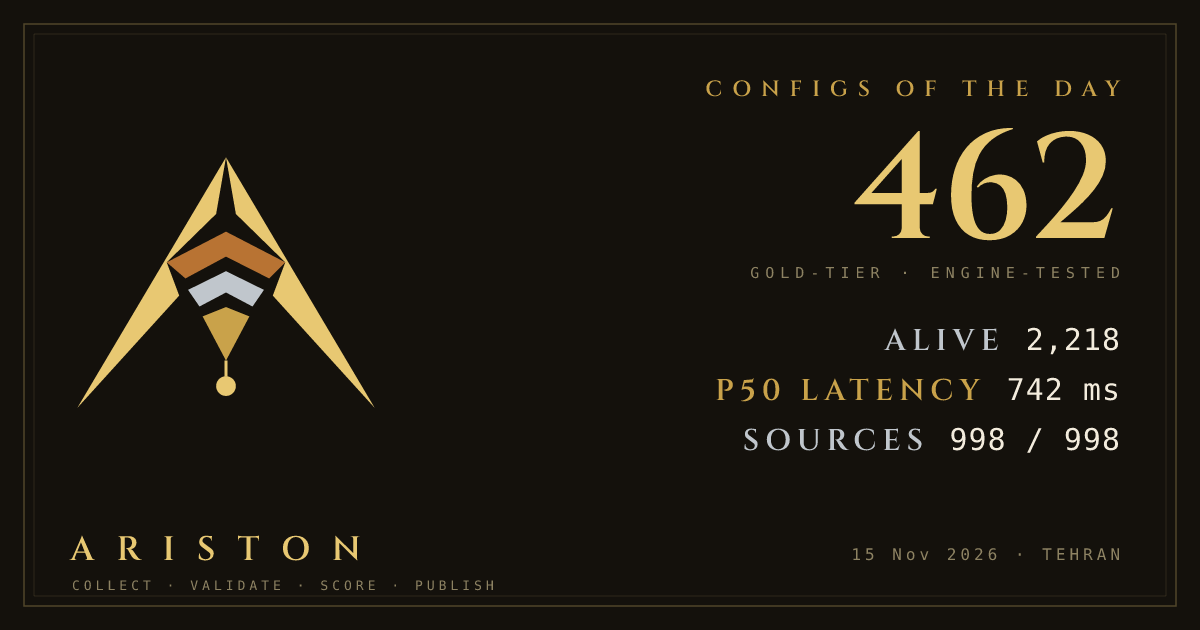 CONFIGS OF THE DAY
462
GOLD-TIER · ENGINE-TESTED
ALIVE 2,218
P50 LATENCY 742 ms
SOURCES 998 / 998
ARISTON
COLLECT · VALIDATE · SCORE · PUBLISH
15 Nov 2026 · TEHRAN